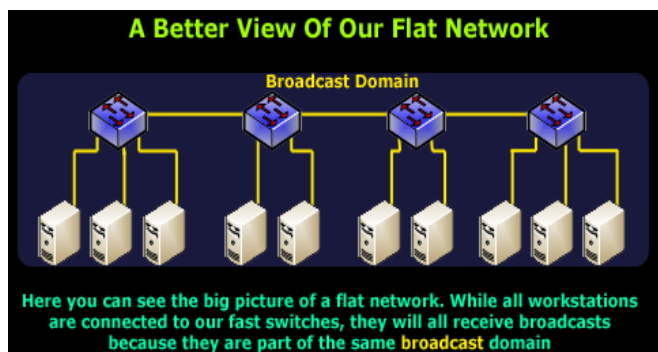 A Better View Of Our Flat Network
Broadcast Domain
Here you can see the big picture of a flat network. While all workstations
are connected to our fast switches, they will all receive broadcasts
because they are part of the same broadcast domain